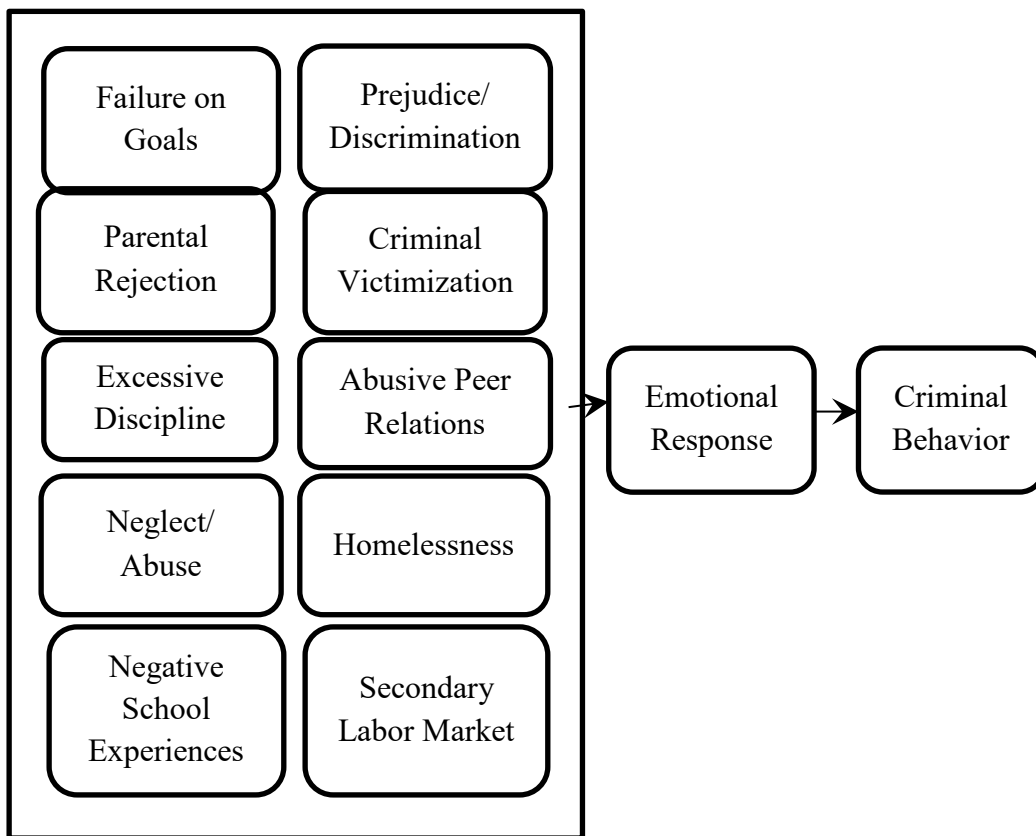 Failure on
Goals
Prejudice/
Discrimination
Parental
Rejection
Criminal
Victimization
Excessive
Discipline
Abusive Peer
Relations
Neglect/
Abuse
Homelessness
Negative
School
Experiences
Secondary
Labor Market
Emotional
Response
Criminal
Behavior